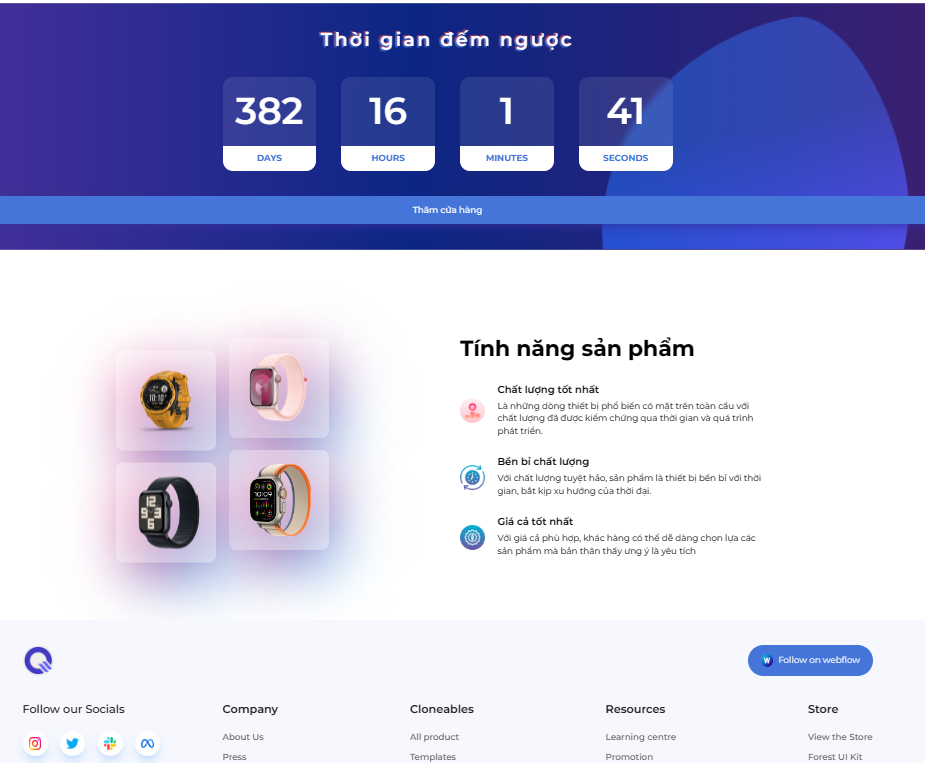 Thời gian đếm ngược
382 16 1 41
DAYS HOURS MINUTES SECONDS
Thăm cửa hàng
Tính năng sản phẩm
Chất lượng tốt nhất
Là những dòng thiết bị phổ biến có mặt trên toàn cầu với
chất lượng đã được kiểm chứng qua thời gian và quá trình
phát triển.
Bền bỉ chất lượng
Với chất lượng tuyệt hảo, sản phẩm là thiết bị bền bỉ với thời
gian, bắt kịp xu hướng của thời đại.
Giá cả tốt nhất
Với giá cả phù hợp, khác hàng có thể dễ dàng chọn lựa các
sản phẩm mà bản thân thấy ưng ý là yêu tích
Follow on webflow
Follow our Socials Company Cloneables Resources Store
About Us All product Learning centre View the Store
Press Templates Promotion Forest UI Kit